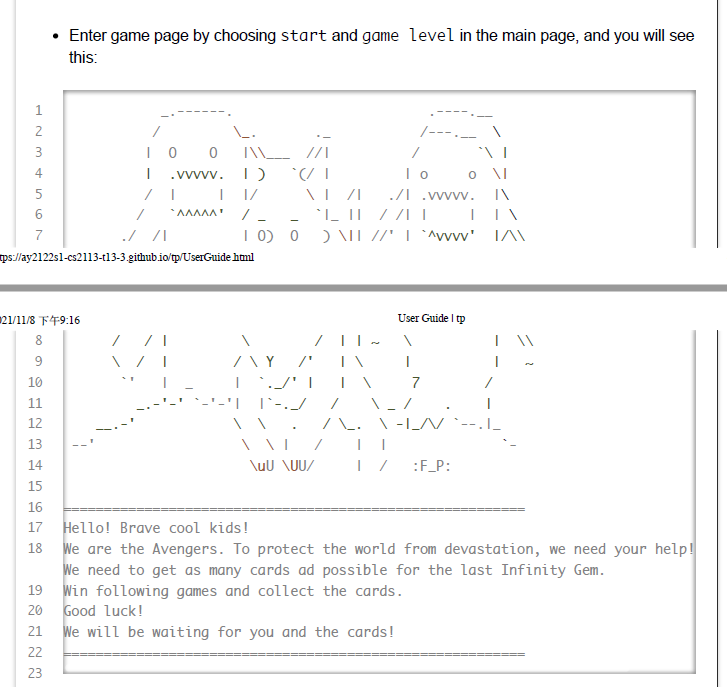 • Enter game page by choosing start and game level in the main page, and you will see
this:
1 _.------. .----.__
2 / \_. ._ /---.__ \
3 | O O |\\___ //| / `\ |
4 | .vvvvv. | ) `(/ | | o o \|
5 / | | |/ \ | /| ./| .vvvvv. |\
6 / `^^^^^' / _ _ `|_ || / /| | | | \
7 ./ /| | O) O ) \|| //' | `^vvvv' |/\\
tps://ay2122s1-cs2113-t13-3.github.io/tp/UserGuide.html
021/11/8 下午9:16 User Guide | tp
8 / / | \ / | | ~ \ | \\
9 \ / | / \ Y /' | \ | | ~
10 `' | _ | `._/' | | \ 7 /
11 _.-'-' `-'-'| |`-._/ / \ _ / . |
12 __.-' \ \ . / \_. \ -|_/\/ `--.|_
13 --' \ \ | / | | `-
14 \uU \UU/ | / :F_P:
15
16 =========================================================
17 Hello! Brave cool kids!
18 We are the Avengers. To protect the world from devastation, we need your help!
We need to get as many cards ad possible for the last Infinity Gem.
19 Win following games and collect the cards.
20 Good luck!
21 We will be waiting for you and the cards!
22 =========================================================
23